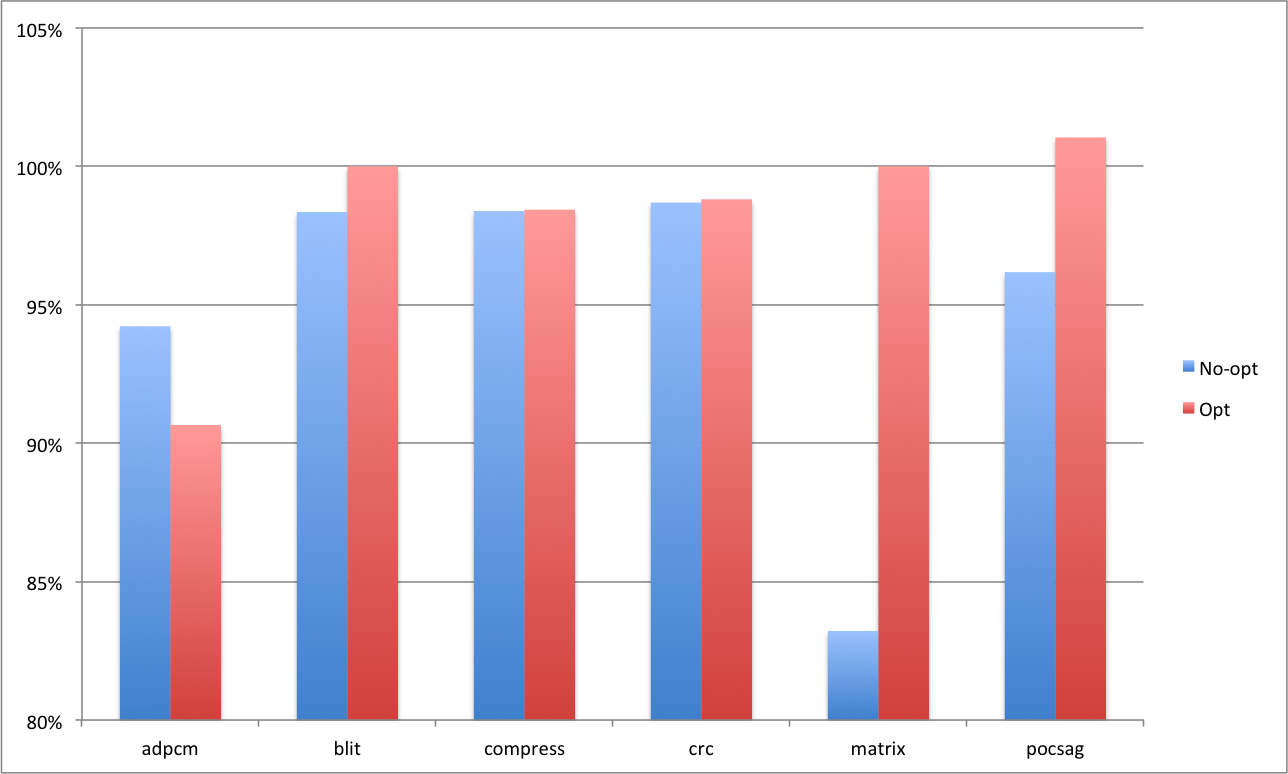 105%
100%
95%
90%
85%
80%
adpcm
blit
compress
crc
matrix
pocsag
No-opt
Opt